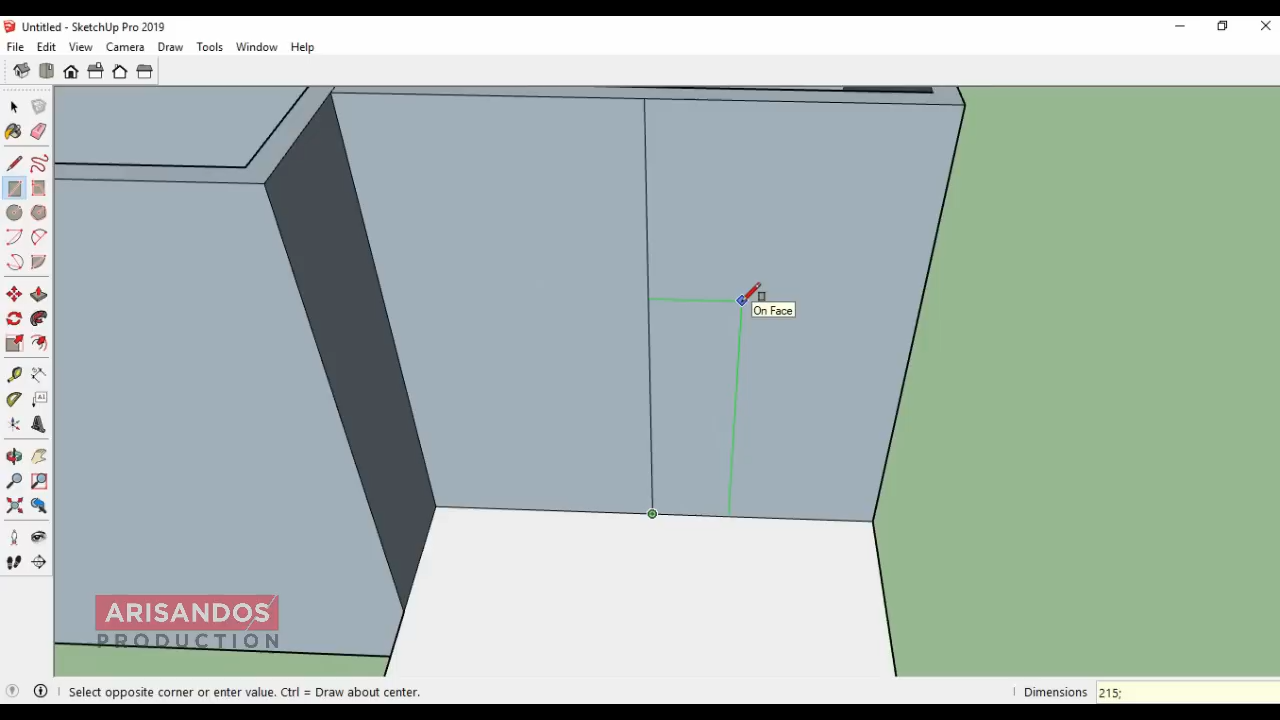 Untitled - SketchUp Pro 2019
File Edit View Camera Draw Tools Window Help
On Face
A1
ARISANDOS
PRODUCTION
Select opposite corner or enter value. Ctrl = Draw about center.
Dimensions 215;